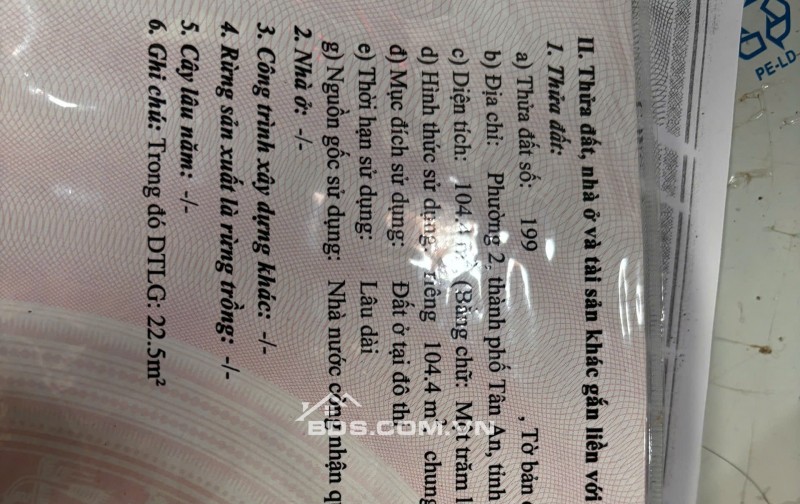 II. Thửa đất, nhà ở và tài sản khác gắn liền với
1. Thửa đất:
a) Thửa đất số: 199 , Tờ bản
b) Địa chỉ: Phường 2, thành phố Tân An, tỉnh
c) Diện tích: 104.4 m² (Bằng chữ: Một trăm
d) Hình thức sử dụng: riêng 104.4 m² chung
đ) Mục đích sử dụng: Đất ở tại đô th
e) Thời hạn sử dụng: Lâu dài
g) Nguồn gốc sử dụng: Nhà nước công nhận q
2. Nhà ở: -/-
3. Công trình xây dựng khác: -/-
4. Rừng sản xuất là rừng trồng: -/-
5. Cây lâu năm: -/-
6. Ghi chú: Trong đó DTLG: 22.5m²
PE-LD
BDS.COM.VN